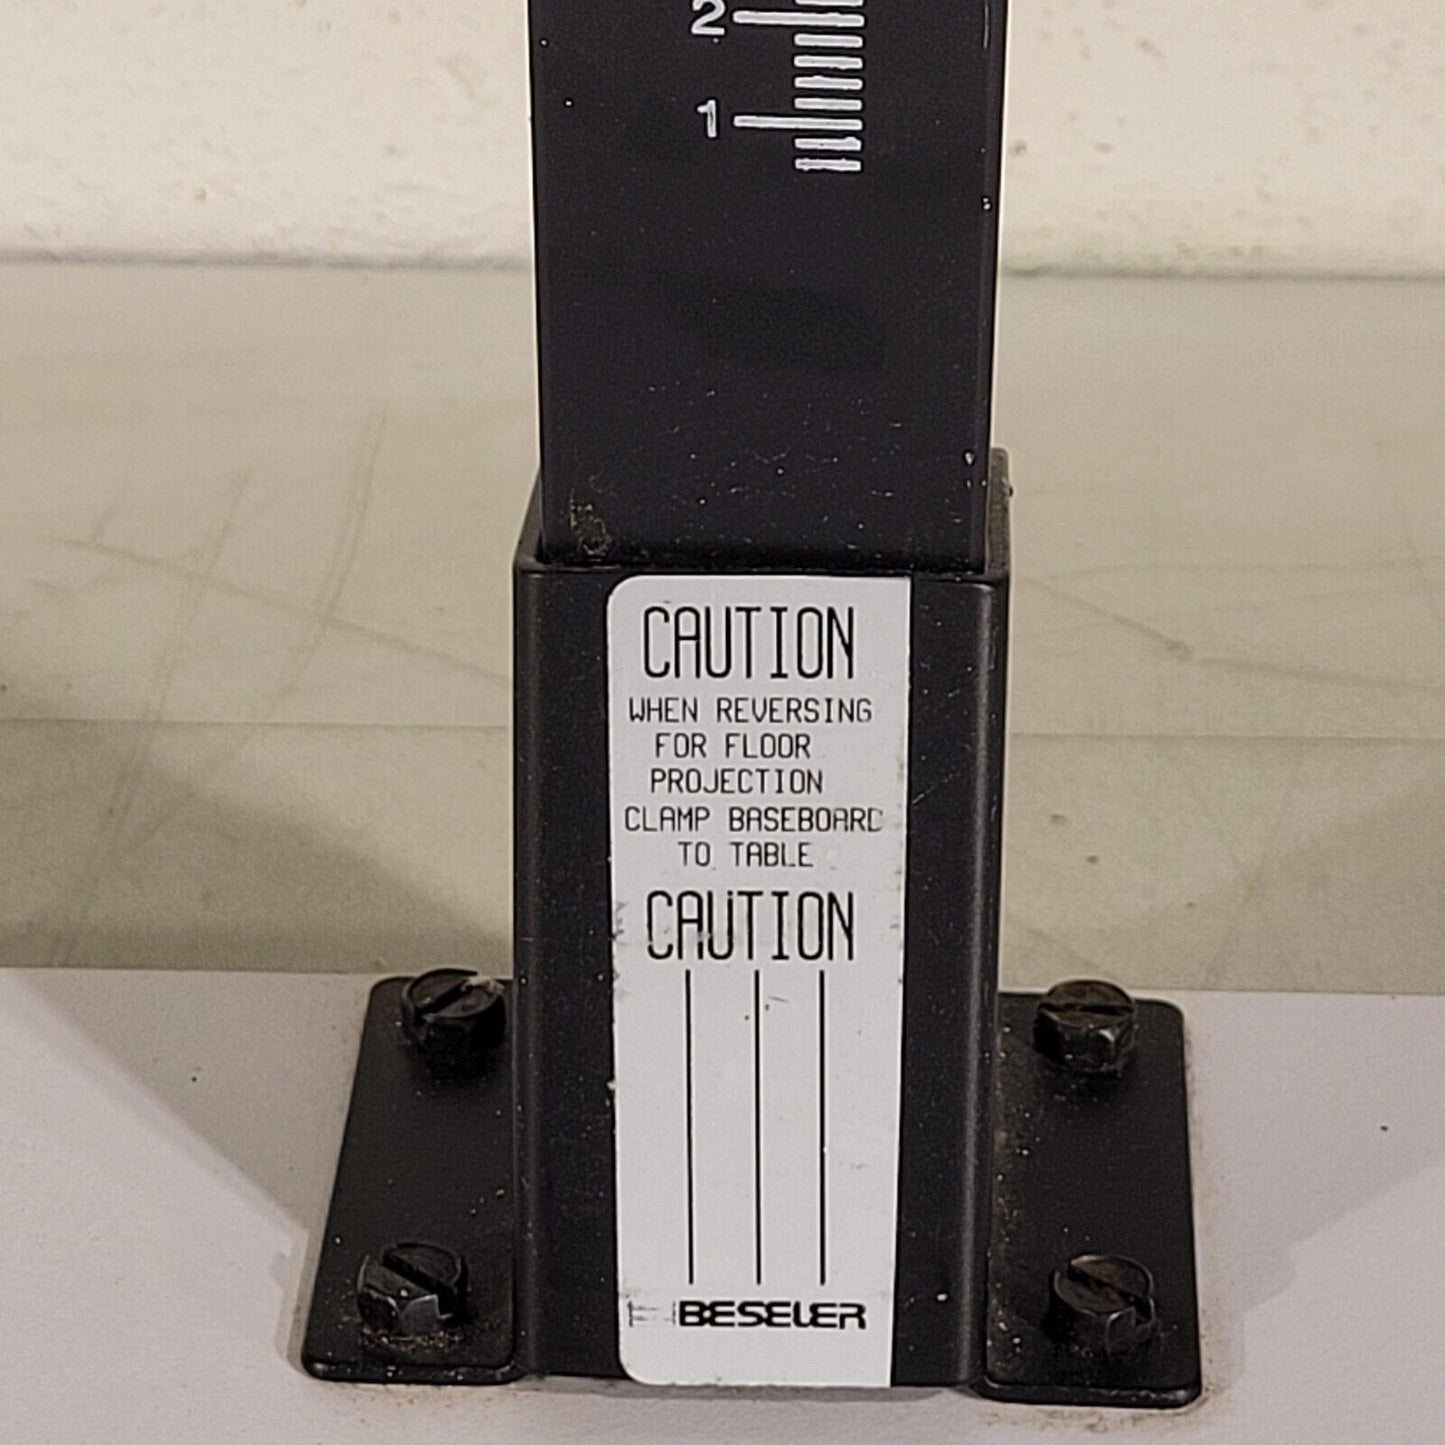 2
1
CAUTION
WHEN REVERSING
FOR FLOOR
PROJECTION
CLAMP BASEBOARD
TO TABLE
CAUTION
BESELER